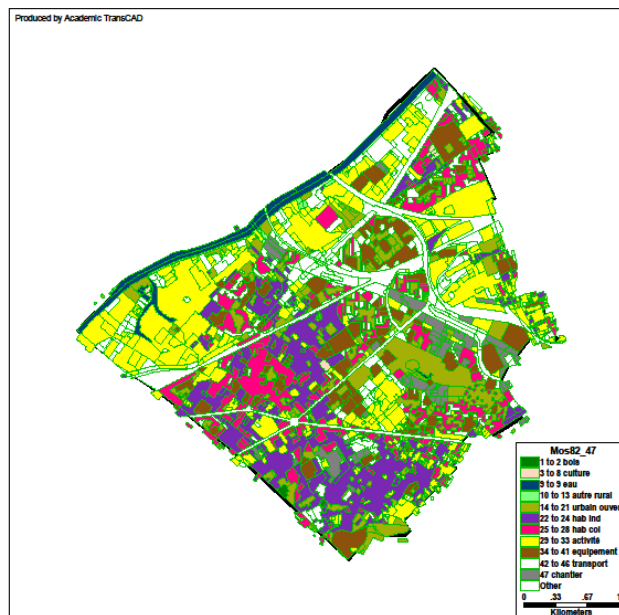 Produced by Academic TransCAD
Mos82_47
1 to 2 bois
3 to 8 culture
9 to 9 eau
10 to 13 autre rural
14 to 21 urbain ouver
22 to 24 hab ind
25 to 28 hab col
29 to 33 activité
34 to 41 equipement
42 to 46 transport
47 chantier
Other
0 .33 .67 1
Kilometers